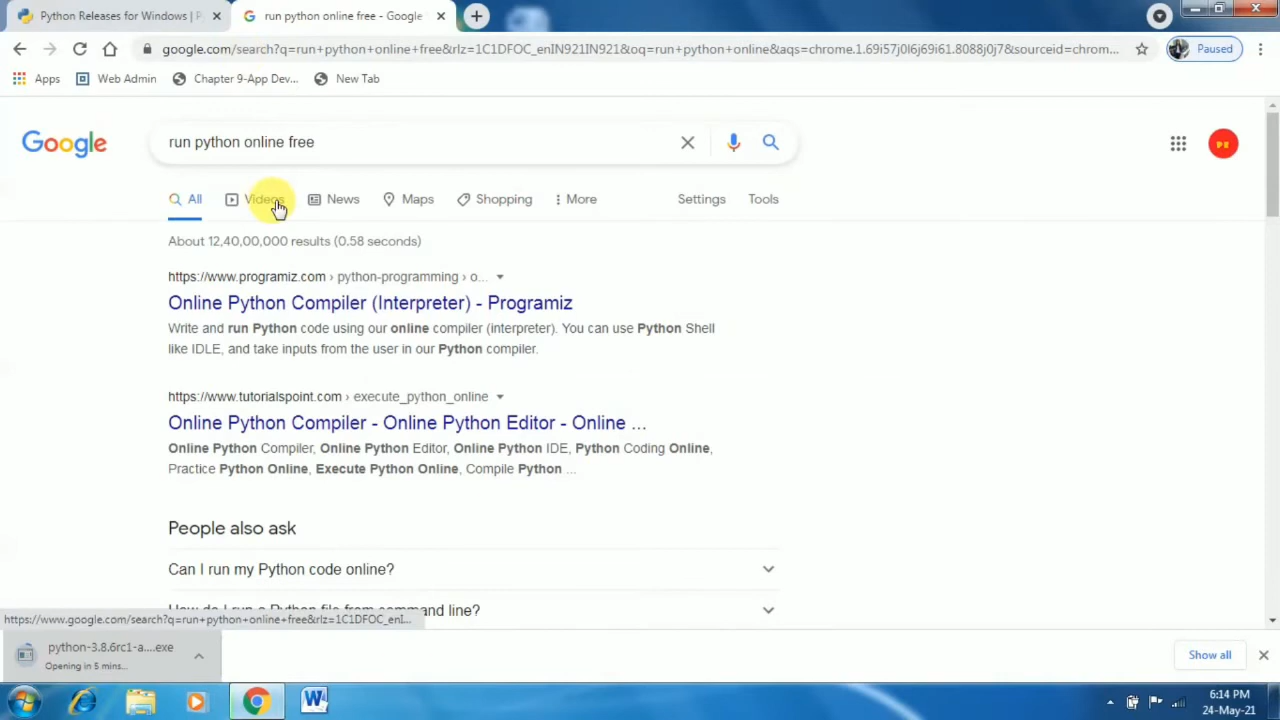 Python Releases for Windows | P
run python online free - Google
google.com/search?q=run+python+online+free&rlz=1C1DFOC_enIN921IN921&oq=run+python+online&aqs=chrome.1.69i57j0l6j69i61.8088j0j7&sourceid=chrom...
Paused
Apps
Web Admin
Chapter 9-App Dev...
New Tab
Google
run python online free
All
Videos
News
Maps
Shopping
More
Settings
Tools
About 12,40,00,000 results (0.58 seconds)
https://www.programiz.com › python-programming › o...
Online Python Compiler (Interpreter) - Programiz
Write and run Python code using our online compiler (interpreter). You can use Python Shell
like IDLE, and take inputs from the user in our Python compiler.
https://www.tutorialspoint.com › execute_python_online
Online Python Compiler - Online Python Editor - Online ...
Online Python Compiler, Online Python Editor, Online Python IDE, Python Coding Online,
Practice Python Online, Execute Python Online, Compile Python ...
People also ask
Can I run my Python code online?
How do I run a Python file from command line?
https://www.google.com/search?q=run+python+online+free&rlz=1C1DFOC_enI...
python-3.8.6rc1-a....exe
Opening in 5 mins...
Show all
6:14 PM
24-May-21